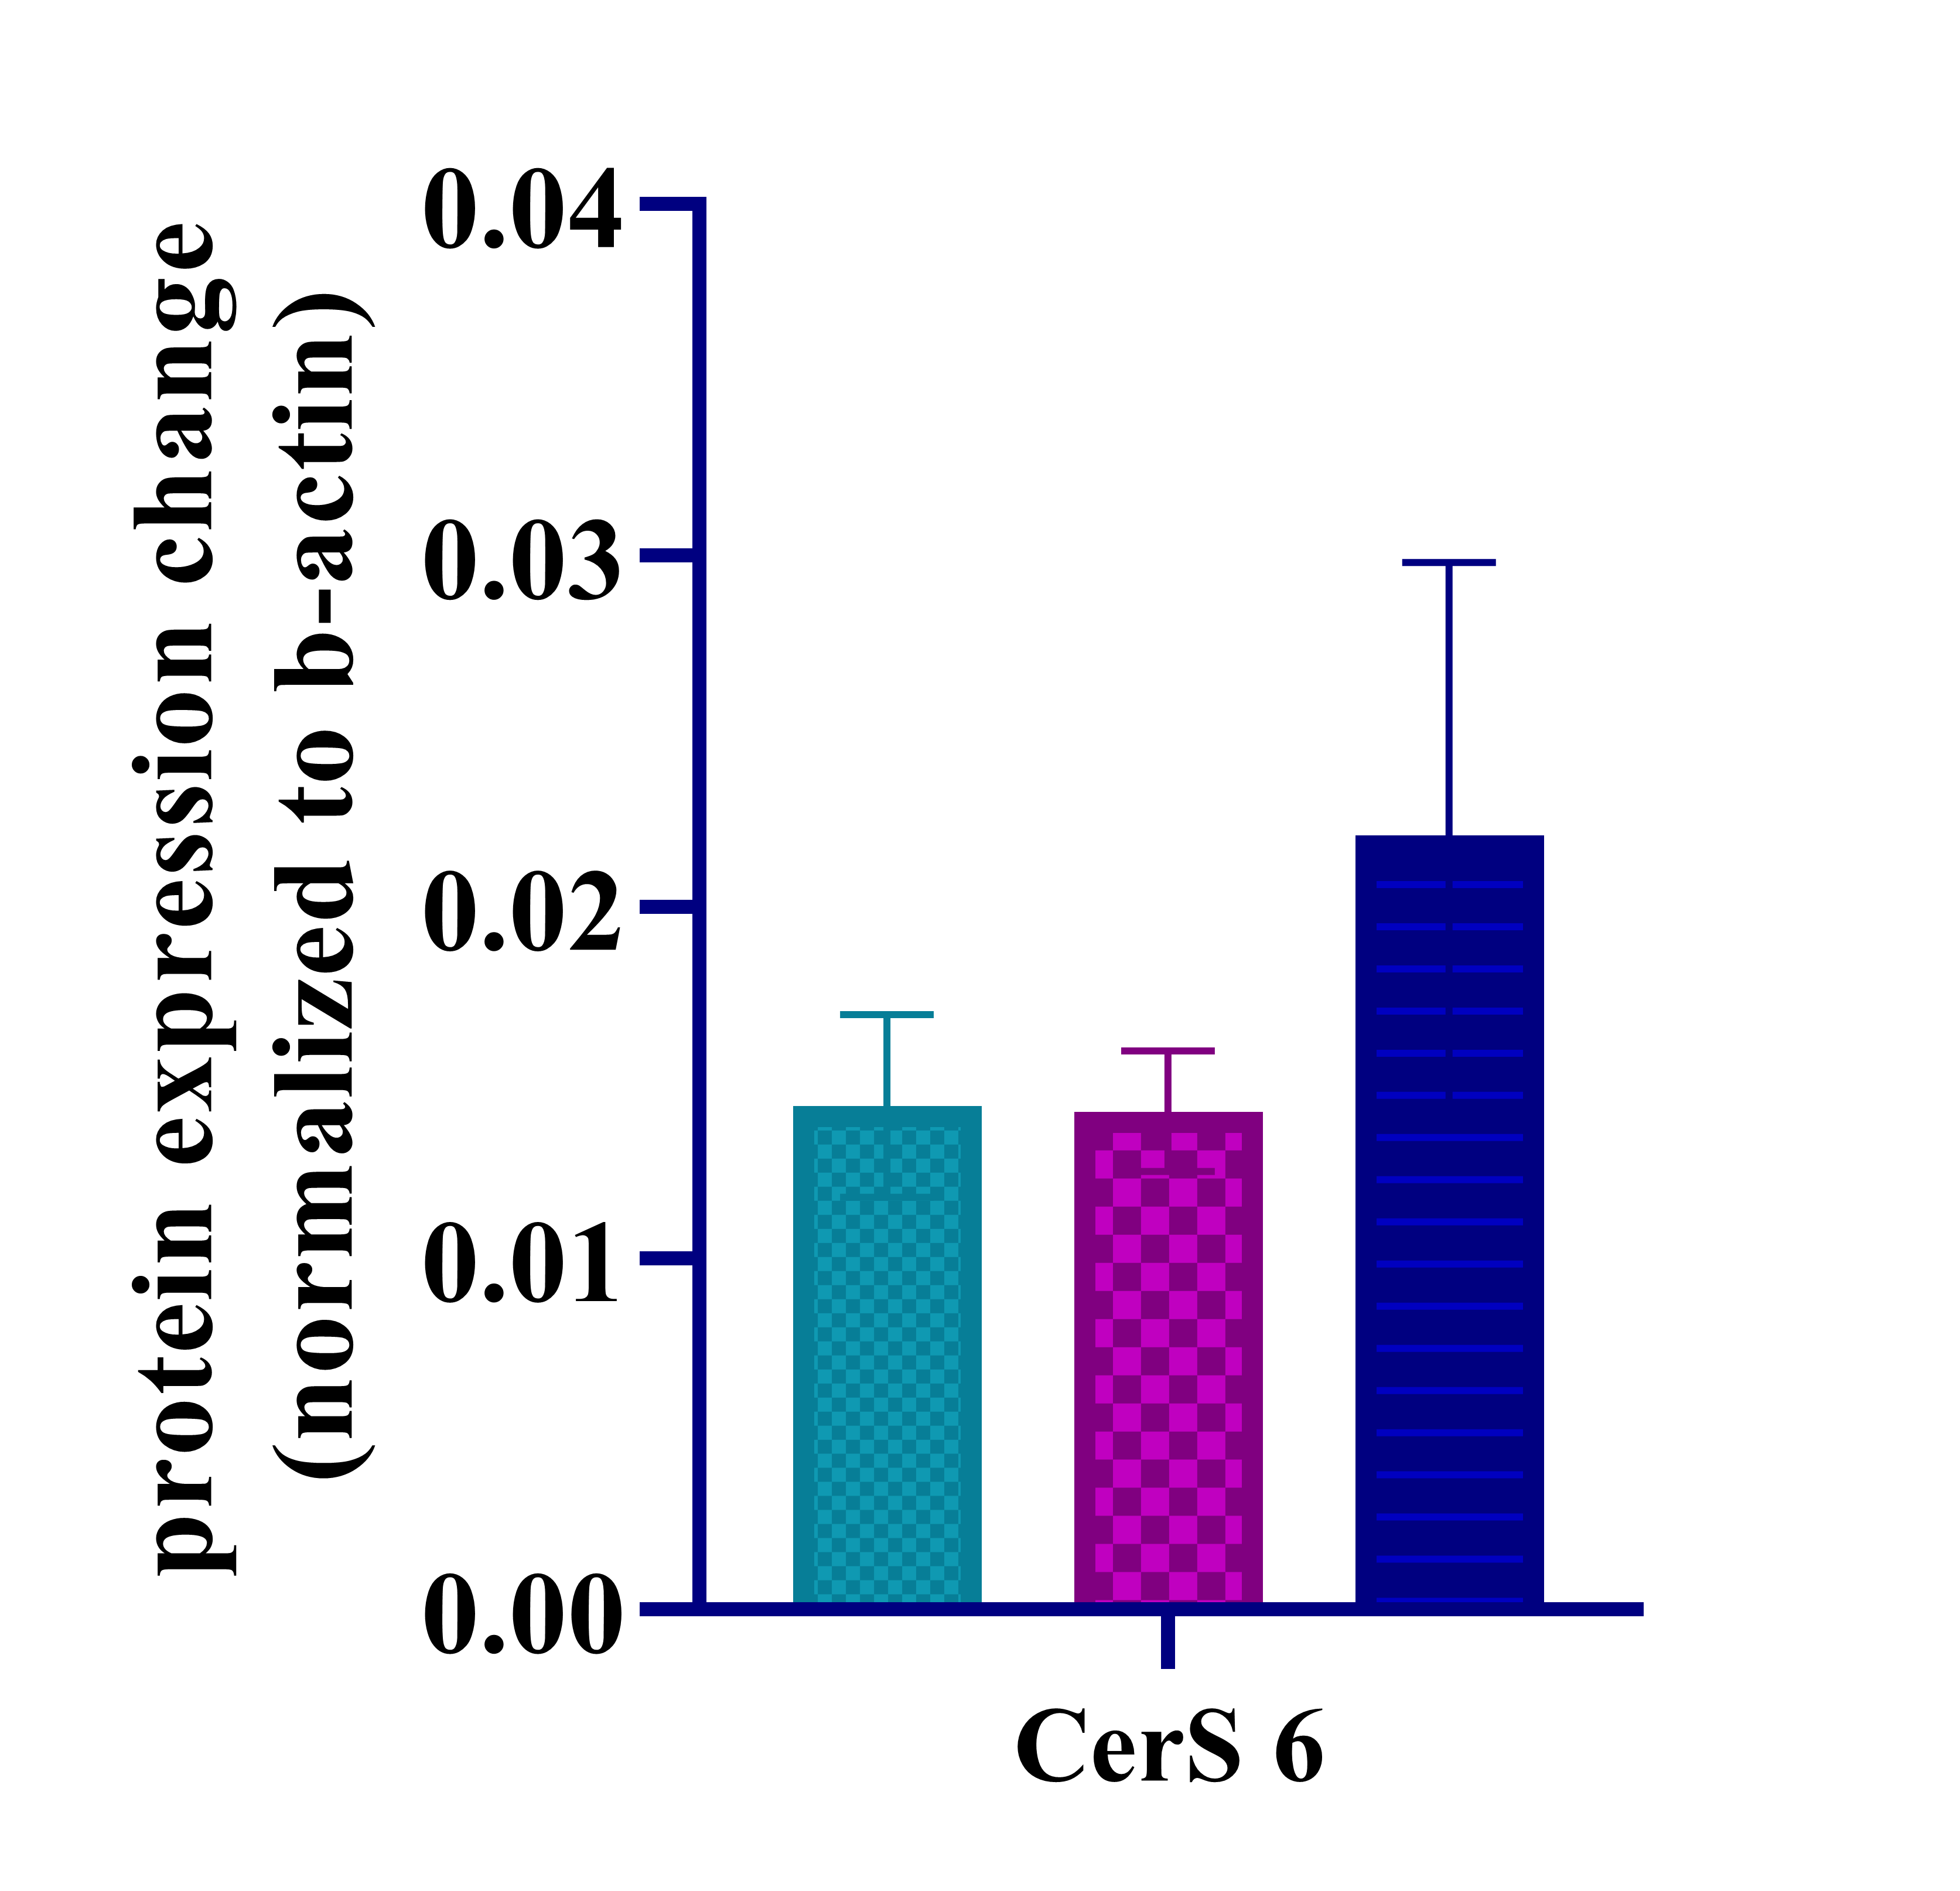 protein expression change
(normalized to b-actin)
0.04
0.03
0.02
0.01
0.00
CerS 6